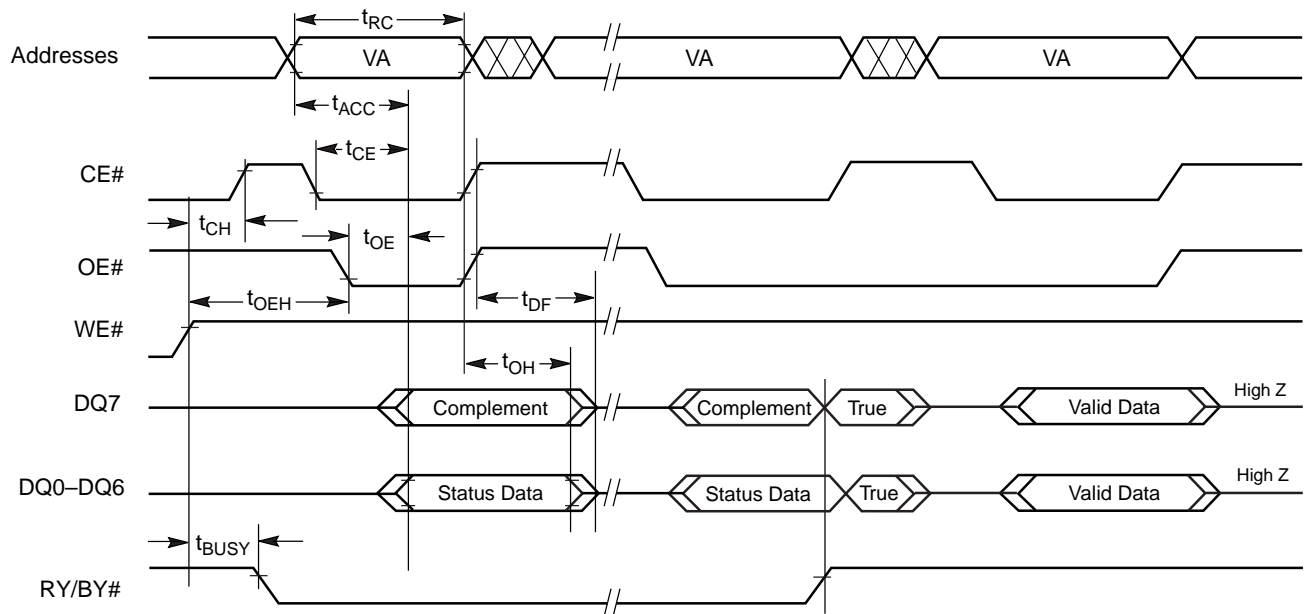 tRC
Addresses VA VA VA
tACC
tCE
CE#
tCH
tOE
OE#
tOEH tDF
WE#
tOH
DQ7 Complement Complement True Valid Data High Z
DQ0–DQ6 Status Data Status Data True Valid Data High Z
tBUSY
RY/BY#